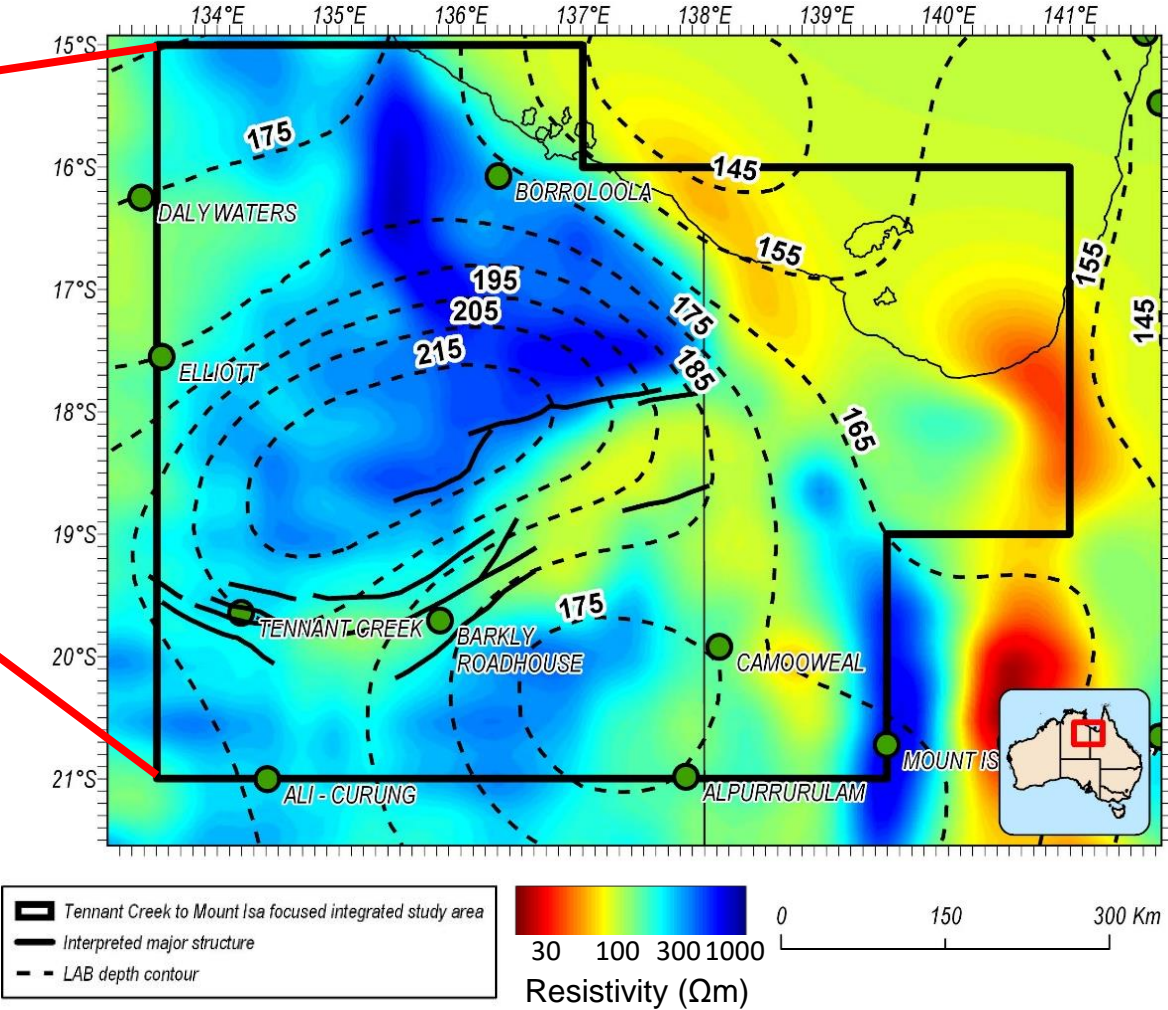 134°E 135°E 136°E 137°E 138°E 139°E 140°E 141°E
15°S
16°S
17°S
18°S
19°S
20°S
21°S
175
145
DALY WATERS
BORROLOOLA
155
155
195
205
215
175
185
145
ELLIOTT
165
175
TENNANT CREEK
BARKLY
ROADHOUSE
CAMOOWEAL
MOUNT IS
ALI - CURUNG
ALPURRURULAM
Tennant Creek to Mount Isa focused integrated study area
Interpreted major structure
LAB depth contour
30 100 300 1000
Resistivity (Ωm)
0 150 300 Km